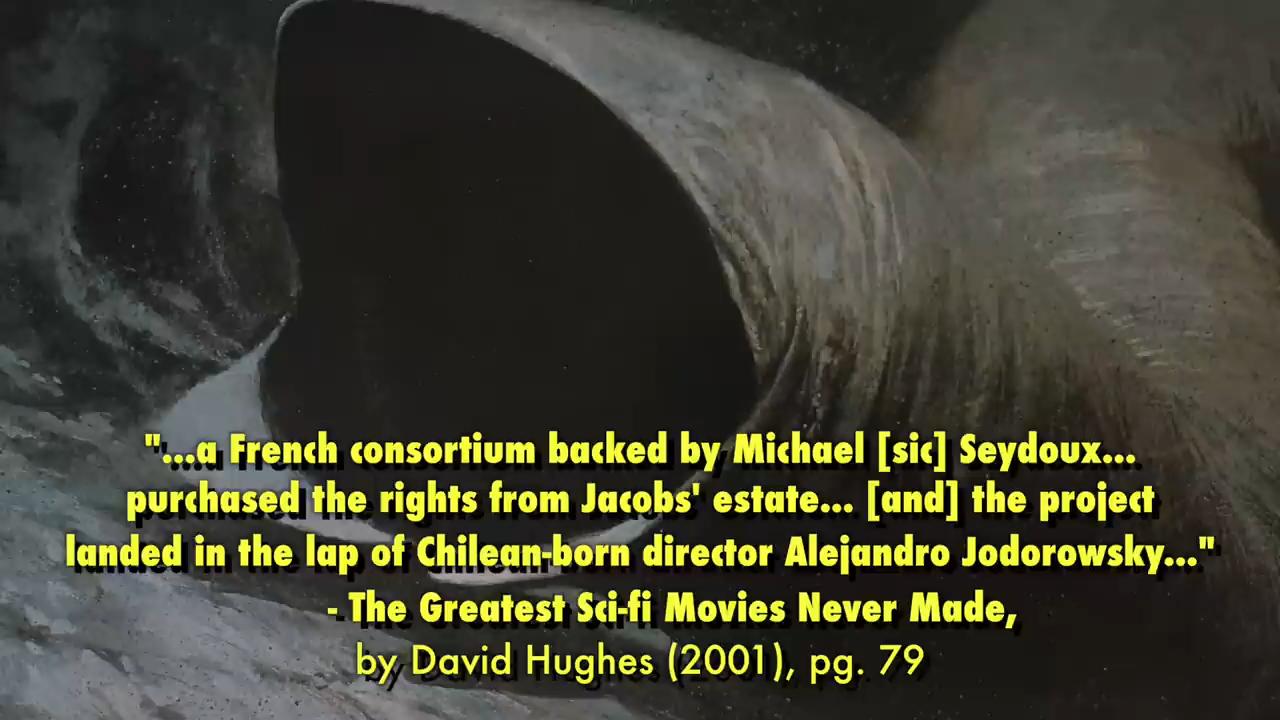 "...a French consortium backed by Michael [sic] Seydoux...
purchased the rights from Jacobs' estate... [and] the project
landed in the lap of Chilean-born director Alejandro Jodorowsky..."
- The Greatest Sci-fi Movies Never Made,
by David Hughes (2001), pg. 79